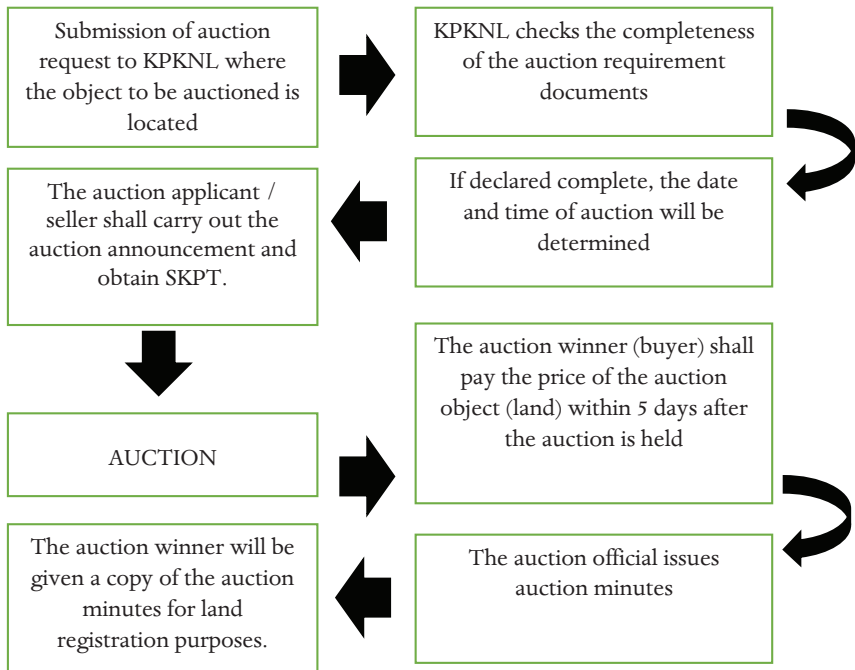 Submission of auction
request to KPKNL where
the object to be auctioned is
located
KPKNL checks the completeness
of the auction requirement
documents
If declared complete, the date
and time of auction will be
determined
The auction applicant /
seller shall carry out the
auction announcement and
obtain SKPT.
AUCTION
The auction winner (buyer) shall
pay the price of the auction
object (land) within 5 days after
the auction is held
The auction official issues
auction minutes
The auction winner will be
given a copy of the auction
minutes for land
registration purposes.